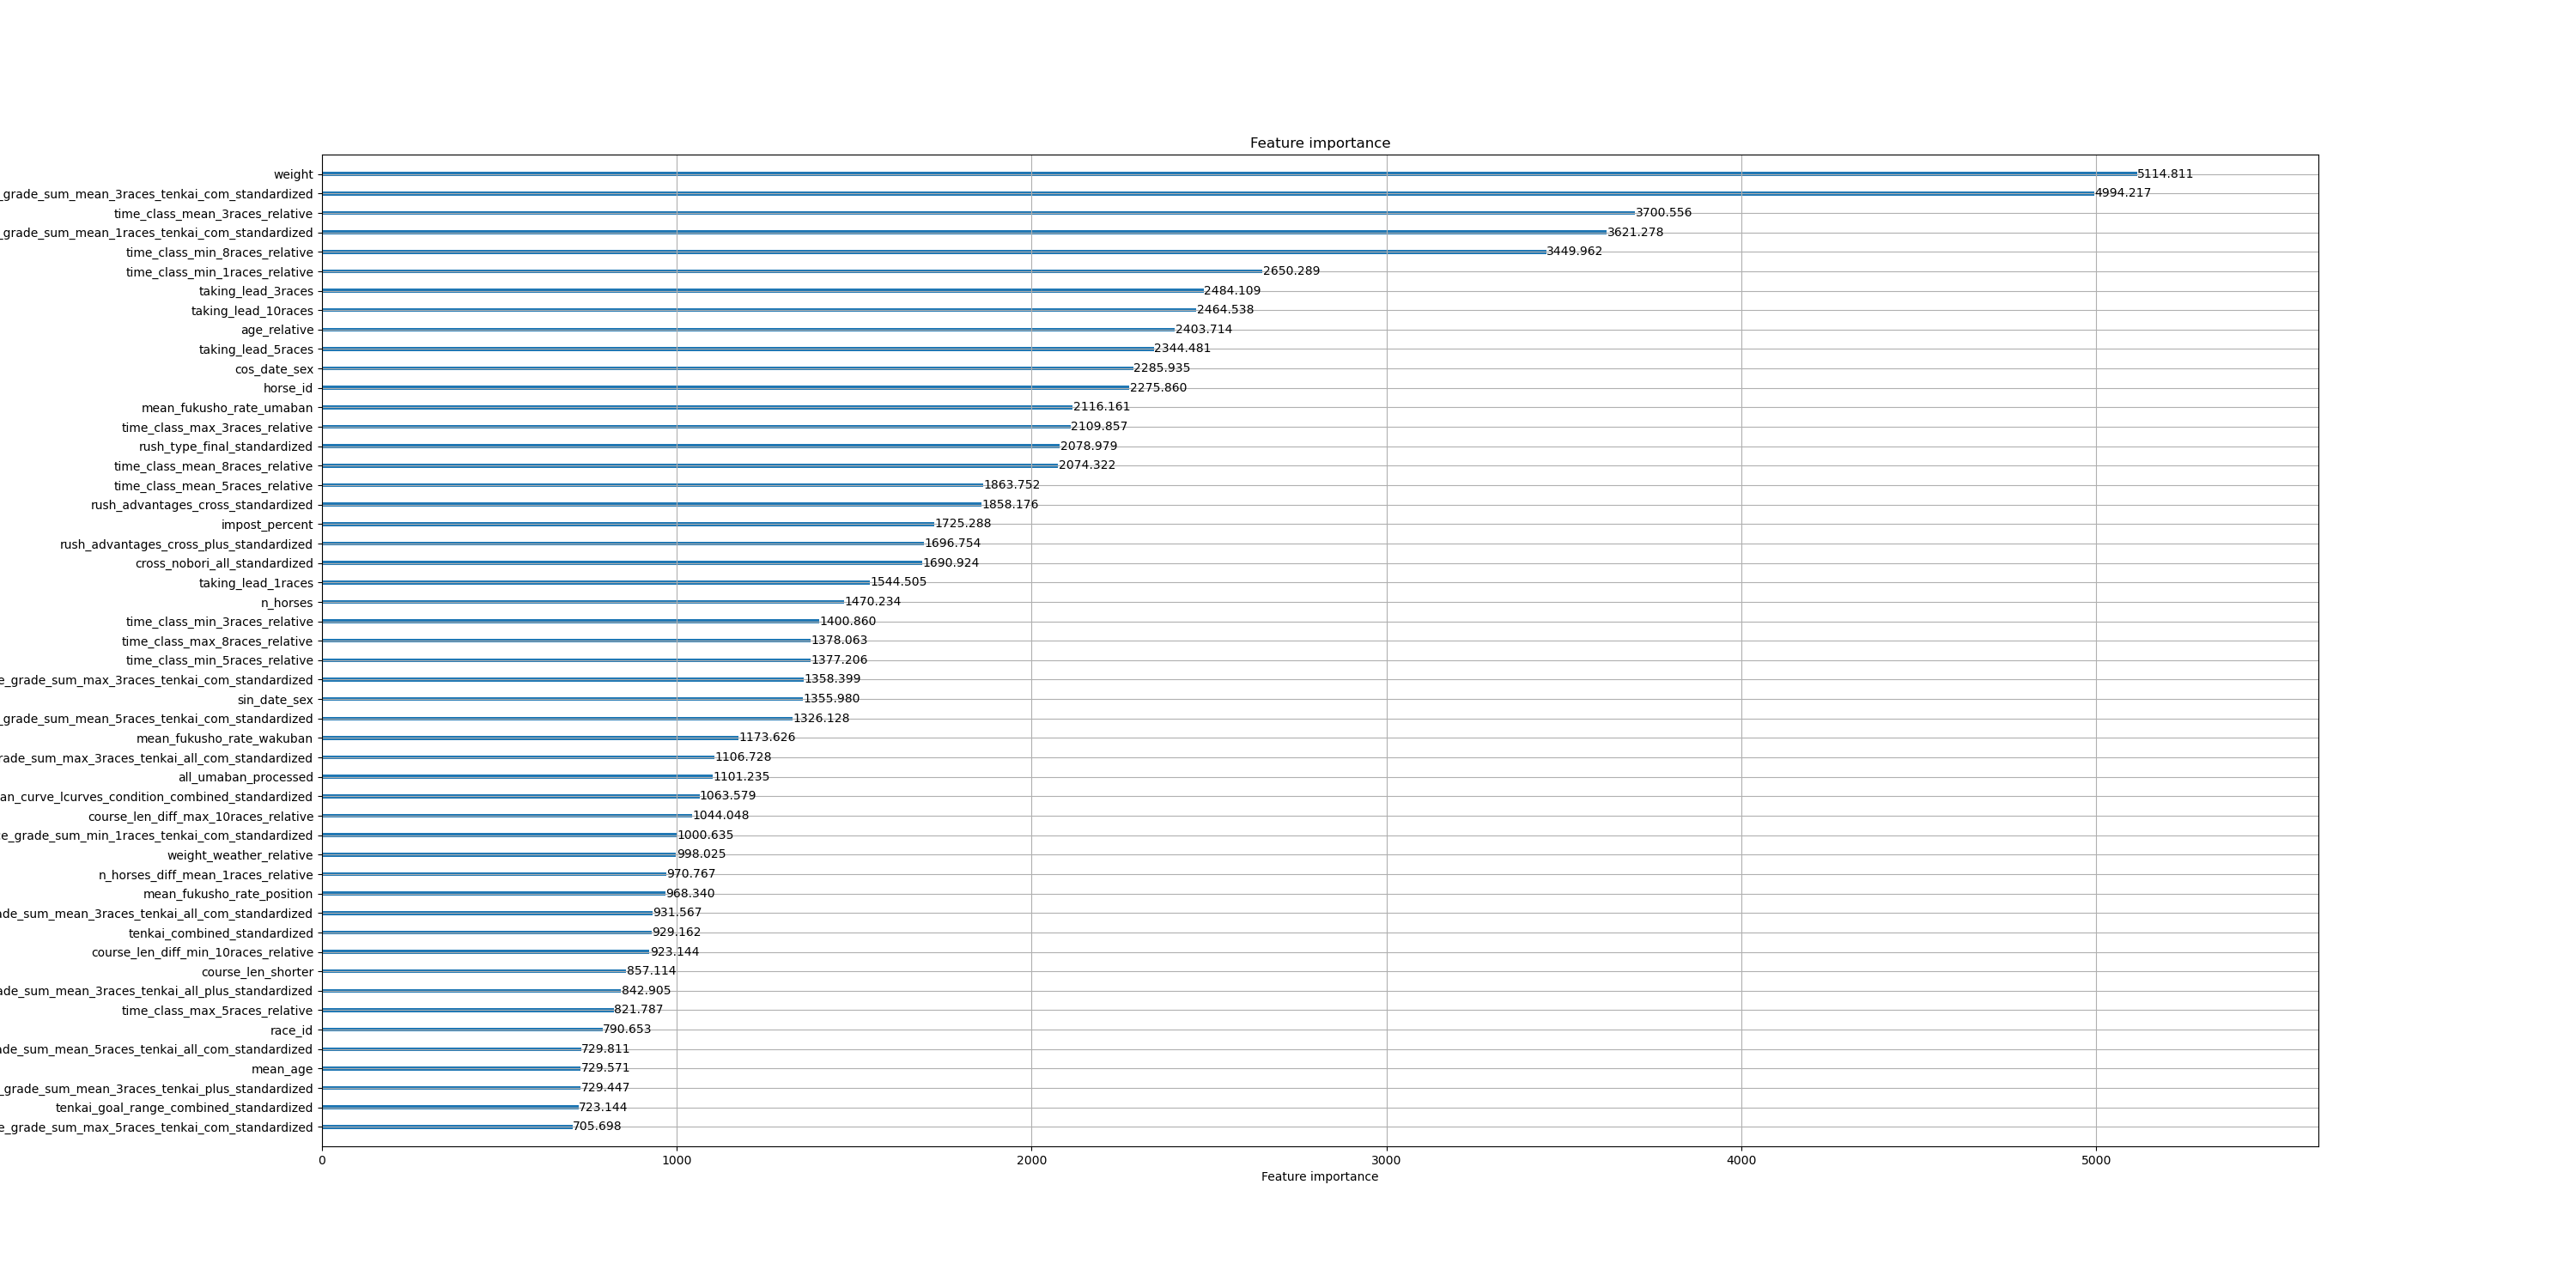 Feature importance
weight 5114.811
_grade_sum_mean_3races_tenkai_com_standardized 4994.217
time_class_mean_3races_relative 3700.556
_grade_sum_mean_1races_tenkai_com_standardized 3621.278
time_class_min_8races_relative 3449.962
time_class_min_1races_relative 2650.289
taking_lead_3races 2484.109
taking_lead_10races 2464.538
age_relative 2403.714
taking_lead_5races 2344.481
cos_date_sex 2285.935
horse_id 2275.860
mean_fukusho_rate_umaban 2116.161
time_class_max_3races_relative 2109.857
rush_type_final_standardized 2078.979
time_class_mean_8races_relative 2074.322
time_class_mean_5races_relative 1863.752
rush_advantages_cross_standardized 1858.176
impost_percent 1725.288
rush_advantages_cross_plus_standardized 1696.754
cross_nobori_all_standardized 1690.924
taking_lead_1races 1544.505
n_horses 1470.234
time_class_min_3races_relative 1400.860
time_class_max_8races_relative 1378.063
time_class_min_5races_relative 1377.206
e_grade_sum_max_3races_tenkai_com_standardized 1358.399
sin_date_sex 1355.980
_grade_sum_mean_5races_tenkai_com_standardized 1326.128
mean_fukusho_rate_wakuban 1173.626
rade_sum_max_3races_tenkai_all_com_standardized 1106.728
all_umaban_processed 1101.235
an_curve_lcurves_condition_combined_standardized 1063.579
course_len_diff_max_10races_relative 1044.048
e_grade_sum_min_1races_tenkai_com_standardized 1000.635
weight_weather_relative 998.025
n_horses_diff_mean_1races_relative 970.767
mean_fukusho_rate_position 968.340
ade_sum_mean_3races_tenkai_all_com_standardized 931.567
tenkai_combined_standardized 929.162
course_len_diff_min_10races_relative 923.144
course_len_shorter 857.114
ade_sum_mean_3races_tenkai_all_plus_standardized 842.905
time_class_max_5races_relative 821.787
race_id 790.653
ade_sum_mean_5races_tenkai_all_com_standardized 729.811
mean_age 729.571
_grade_sum_mean_3races_tenkai_plus_standardized 729.447
tenkai_goal_range_combined_standardized 723.144
e_grade_sum_max_5races_tenkai_com_standardized 705.698
0 1000 2000 3000 4000 5000
Feature importance